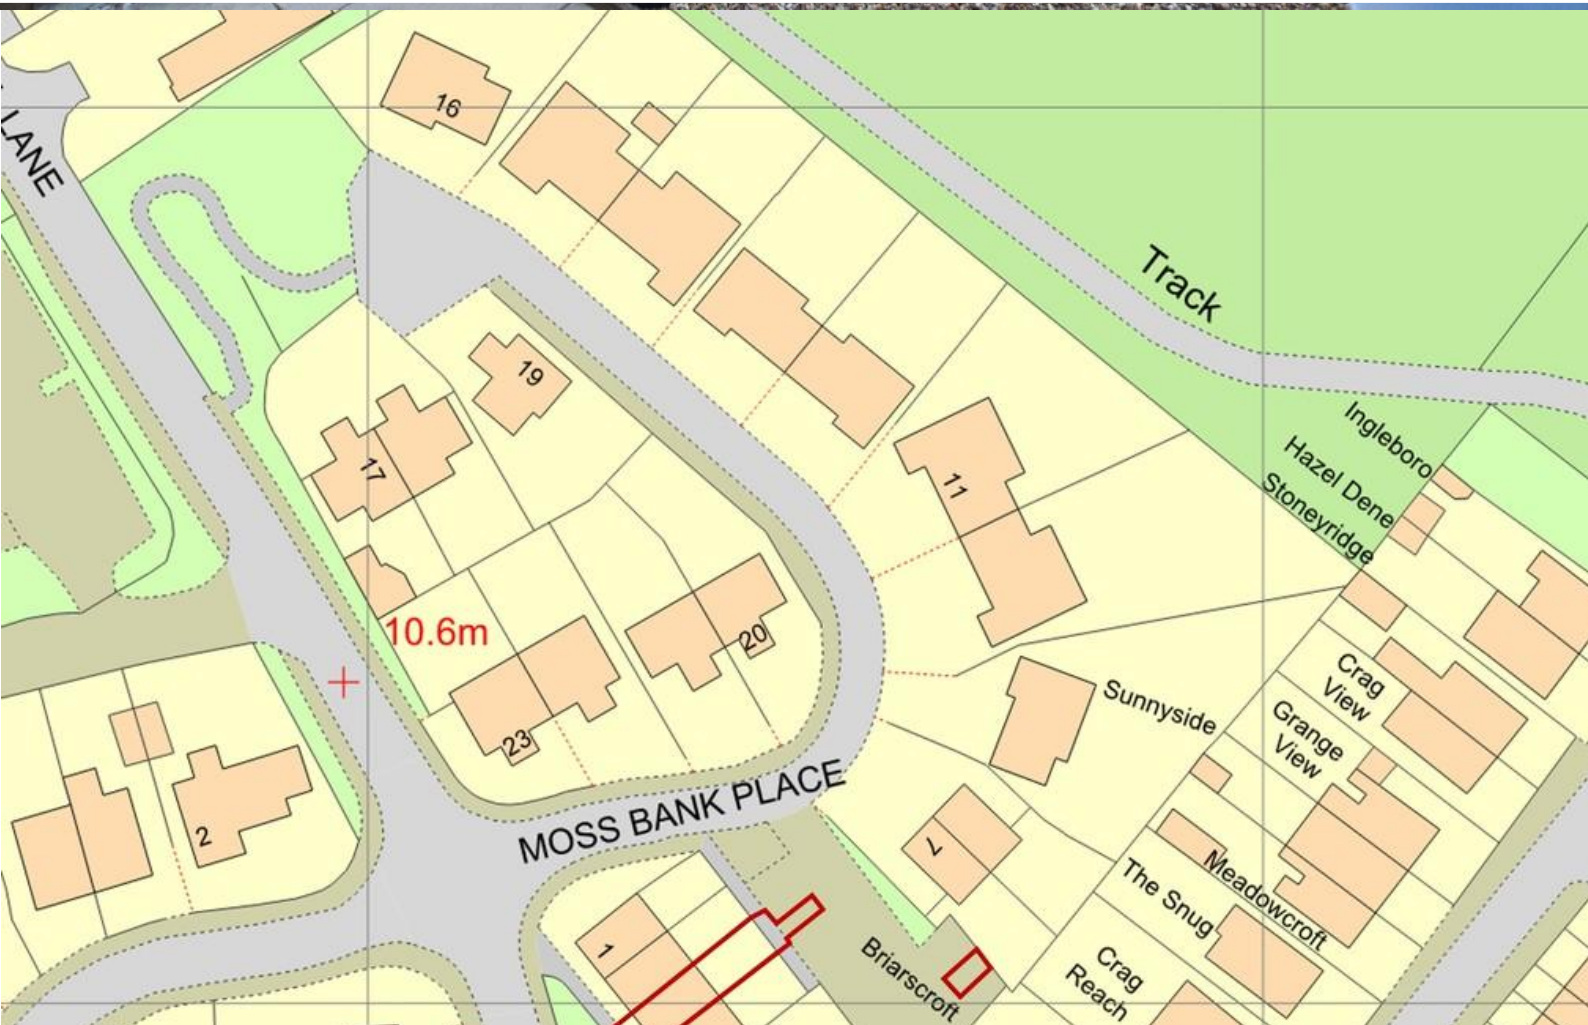 LANE
16
Track
19
17
11
Ingleboro
Hazel Dene
Stoneyridge
10.6m
20
23
Crag
View
Sunnyside
Grange
View
2
MOSS BANK PLACE
7
Meadowcroft
The Snug
1
Briarscroft
Crag
Reach